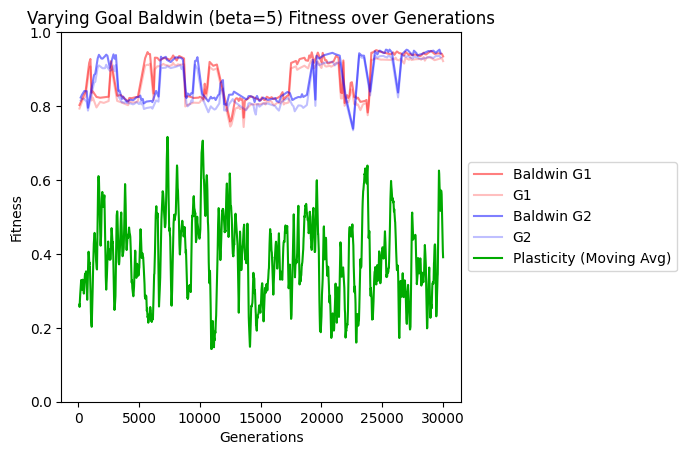 Varying Goal Baldwin (beta=5) Fitness over Generations
1.0
0.8
0.6
0.4
0.2
0.0
Fitness
0 5000 10000 15000 20000 25000 30000
Generations
Baldwin G1
G1
Baldwin G2
G2
Plasticity (Moving Avg)